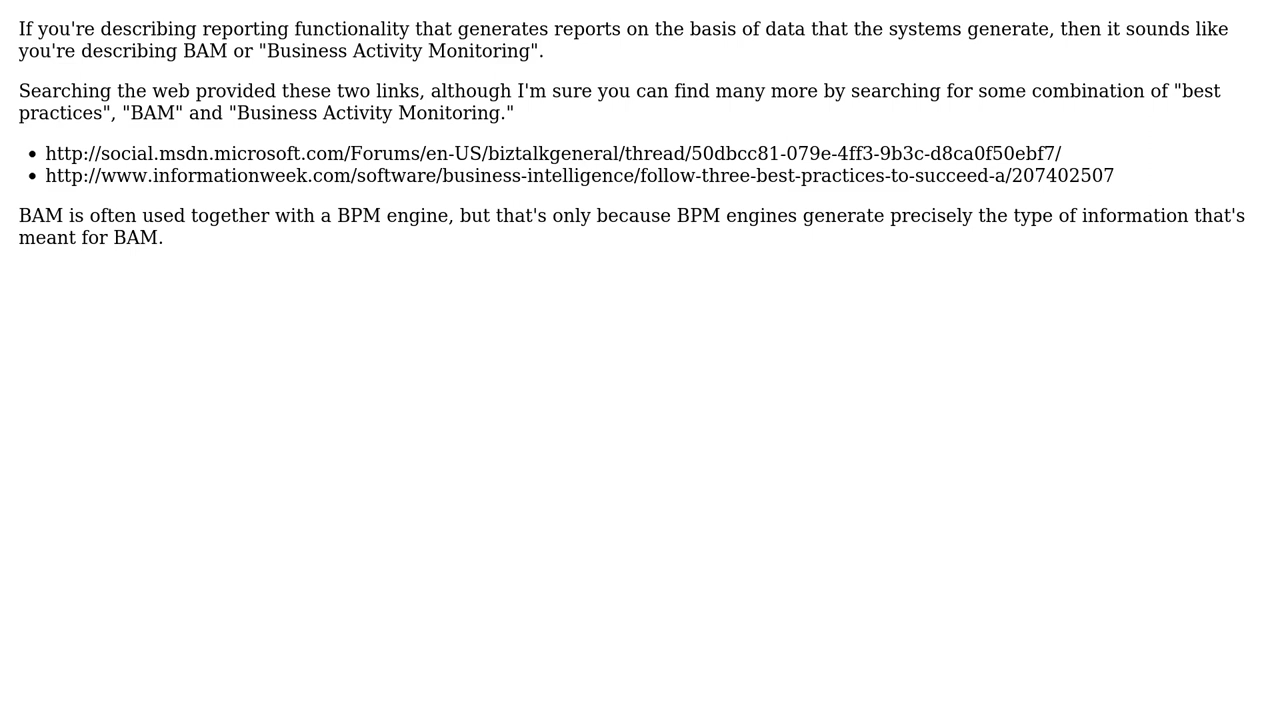 If you're describing reporting functionality that generates reports on the basis of data that the systems generate, then it sounds like
you're describing BAM or "Business Activity Monitoring".
Searching the web provided these two links, although I'm sure you can find many more by searching for some combination of "best
practices", "BAM" and "Business Activity Monitoring."
• http://social.msdn.microsoft.com/Forums/en-US/biztalkgeneral/thread/50dbcc81-079e-4ff3-9b3c-d8ca0f50ebf7/
• http://www.informationweek.com/software/business-intelligence/follow-three-best-practices-to-succeed-a/207402507
BAM is often used together with a BPM engine, but that's only because BPM engines generate precisely the type of information that's
meant for BAM.